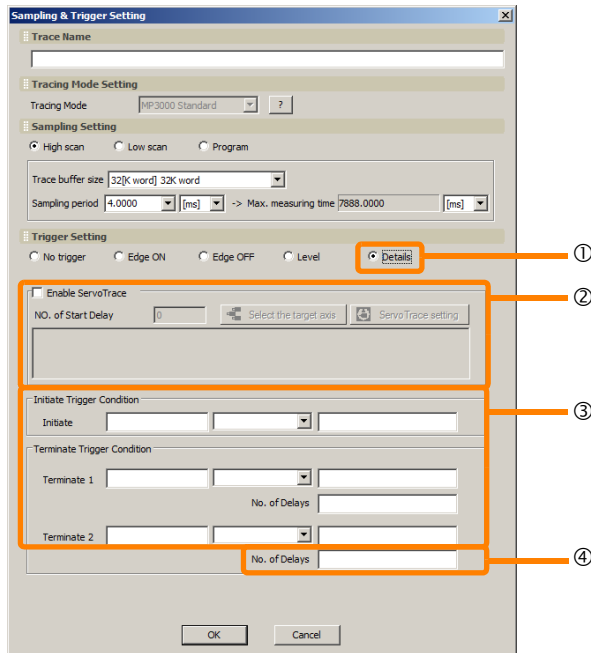 Sampling & Trigger Setting
Trace Name
Tracing Mode Setting
Tracing Mode MP3000 Standard ?
Sampling Setting
High scan Low scan Program
Trace buffer size 32[K word] 32K word
Sampling period 4.0000 [ms] -> Max. measuring time 7888.0000 [ms]
Trigger Setting
No trigger Edge ON Edge OFF Level Details ①
Enable ServoTrace ②
NO. of Start Delay 0 Select the target axis ServoTrace setting
Initiate Trigger Condition ③
Initiate
Terminate Trigger Condition
Terminate 1
No. of Delays
Terminate 2
No. of Delays ④
OK Cancel